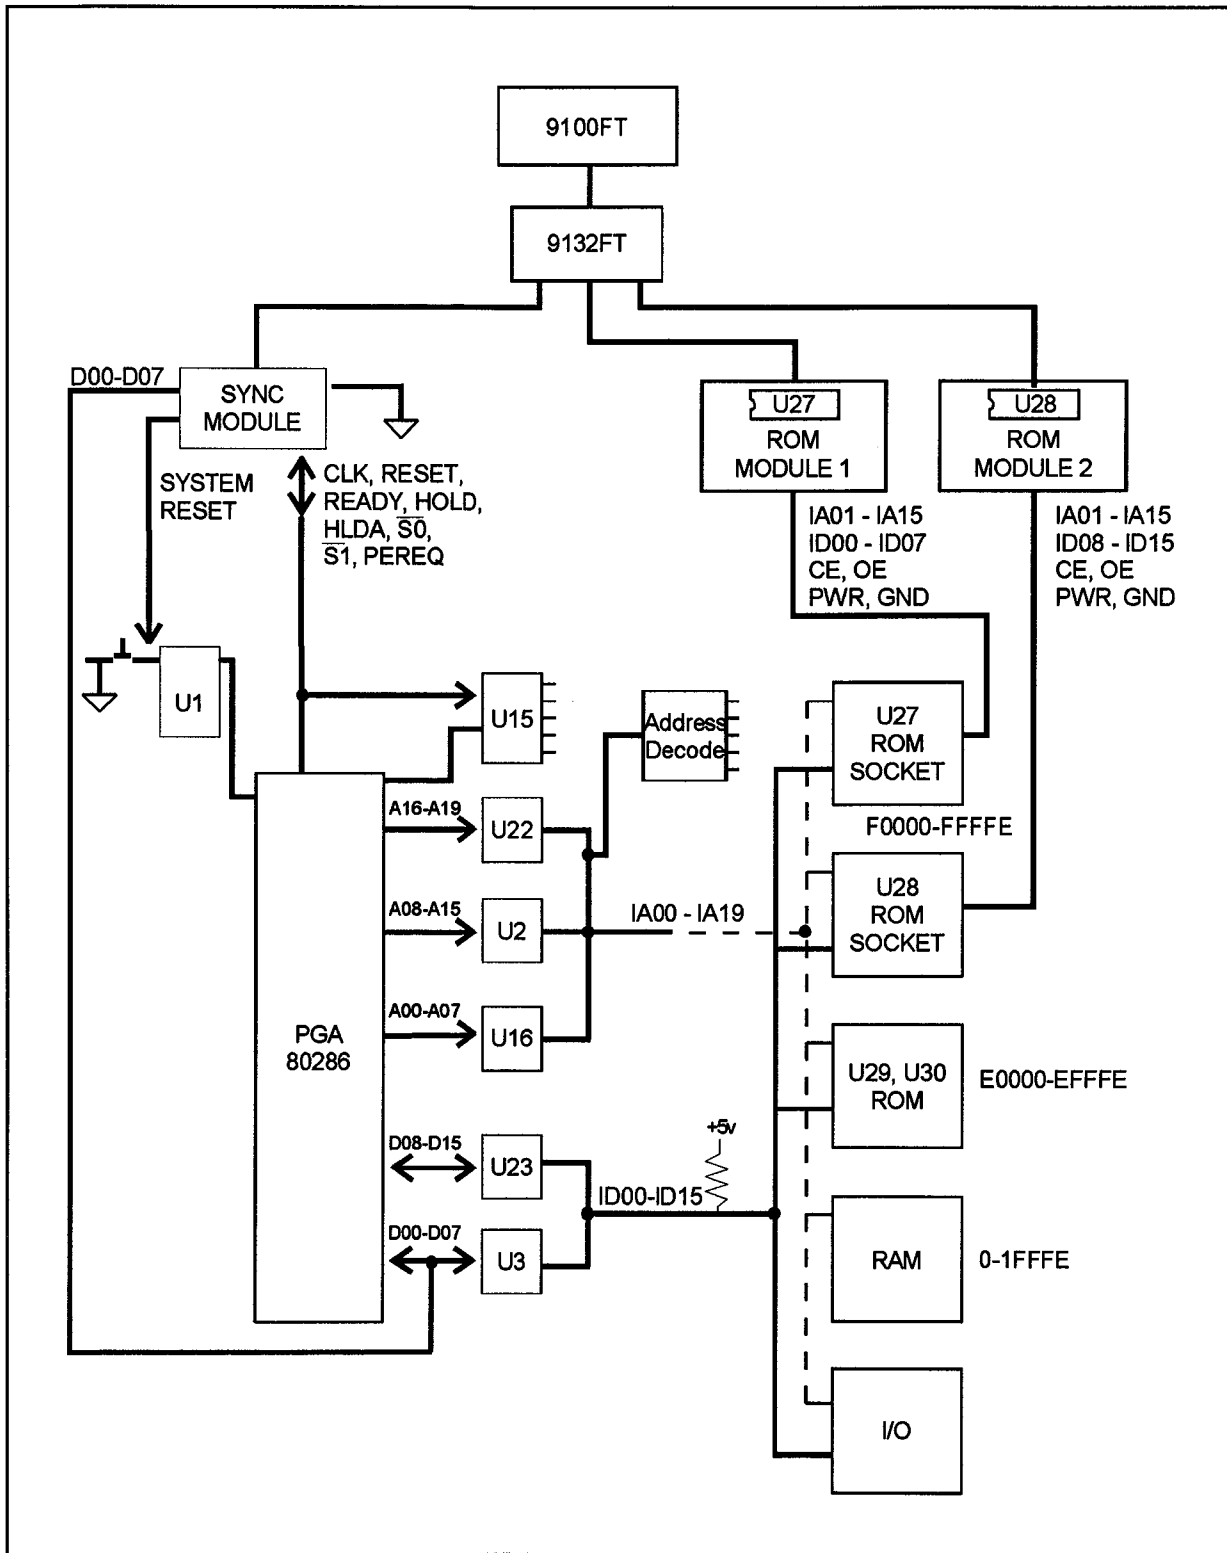 9100FT
9132FT
D00-D07
SYNC
MODULE
U27
ROM
MODULE 1
U28
ROM
MODULE 2
SYSTEM
RESET
CLK, RESET,
READY, HOLD,
HLDA, S̅0̅,
S̅1̅, PEREQ
IA01 - IA15
ID00 - ID07
CE, OE
PWR, GND
IA01 - IA15
ID08 - ID15
CE, OE
PWR, GND
U1
U15
Address
Decode
U27
ROM
SOCKET
F0000-FFFFE
A16-A19
U22
A08-A15
U2
IA00 - IA19
U28
ROM
SOCKET
A00-A07
U16
PGA
80286
U29, U30
ROM
E0000-EFFFE
D08-D15
U23
+5v
ID00-ID15
D00-D07
U3
RAM
0-1FFFE
I/O